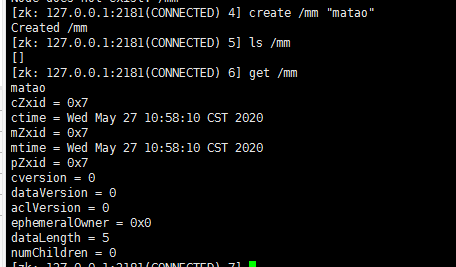 Node does not exist: /mm
[zk: 127.0.0.1:2181(CONNECTED) 4] create /mm "matao"
Created /mm
[zk: 127.0.0.1:2181(CONNECTED) 5] ls /mm
[]
[zk: 127.0.0.1:2181(CONNECTED) 6] get /mm
matao
cZxid = 0x7
ctime = Wed May 27 10:58:10 CST 2020
mZxid = 0x7
mtime = Wed May 27 10:58:10 CST 2020
pZxid = 0x7
cversion = 0
dataVersion = 0
aclVersion = 0
ephemeralOwner = 0x0
dataLength = 5
numChildren = 0
[zk: 127.0.0.1:2181(CONNECTED) 7]